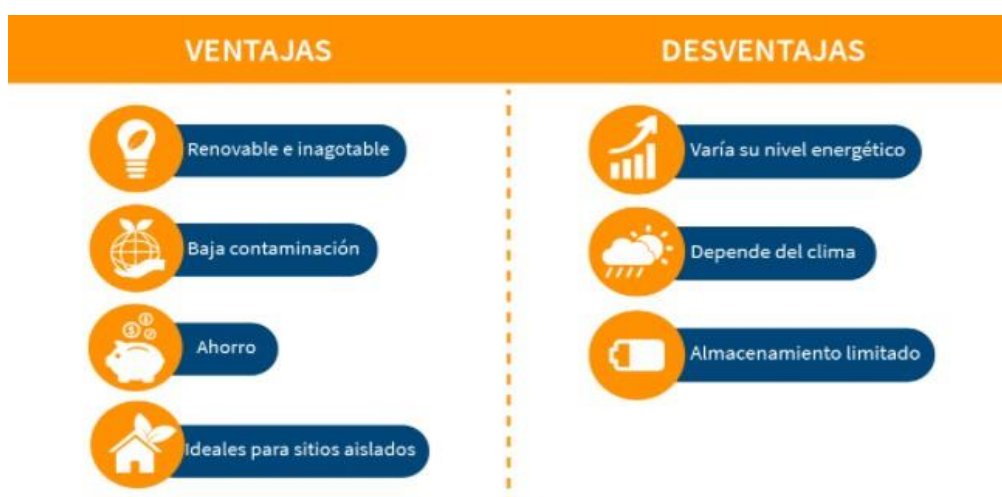 VENTAJAS
Renovable e inagotable
Baja contaminación
Ahorro
Ideales para sitios aislados
DESVENTAJAS
Varía su nivel energético
Depende del clima
Almacenamiento limitado